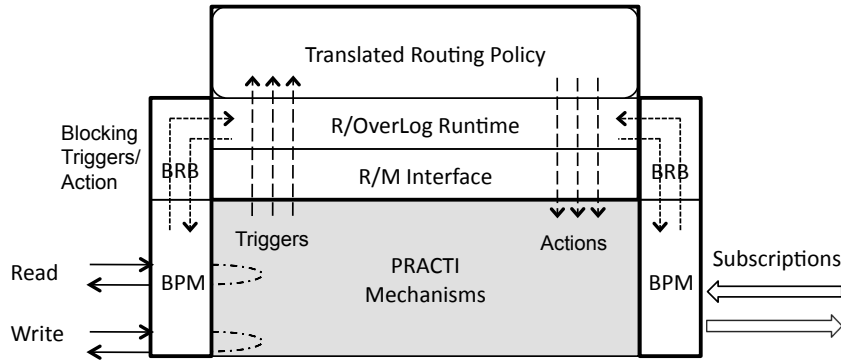 Translated Routing Policy
Blocking
Triggers/
Action
R/OverLog Runtime
BRB
R/M Interface
BRB
Triggers
Actions
Subscriptions
Read
BPM
PRACTI
Mechanisms
BPM
Write